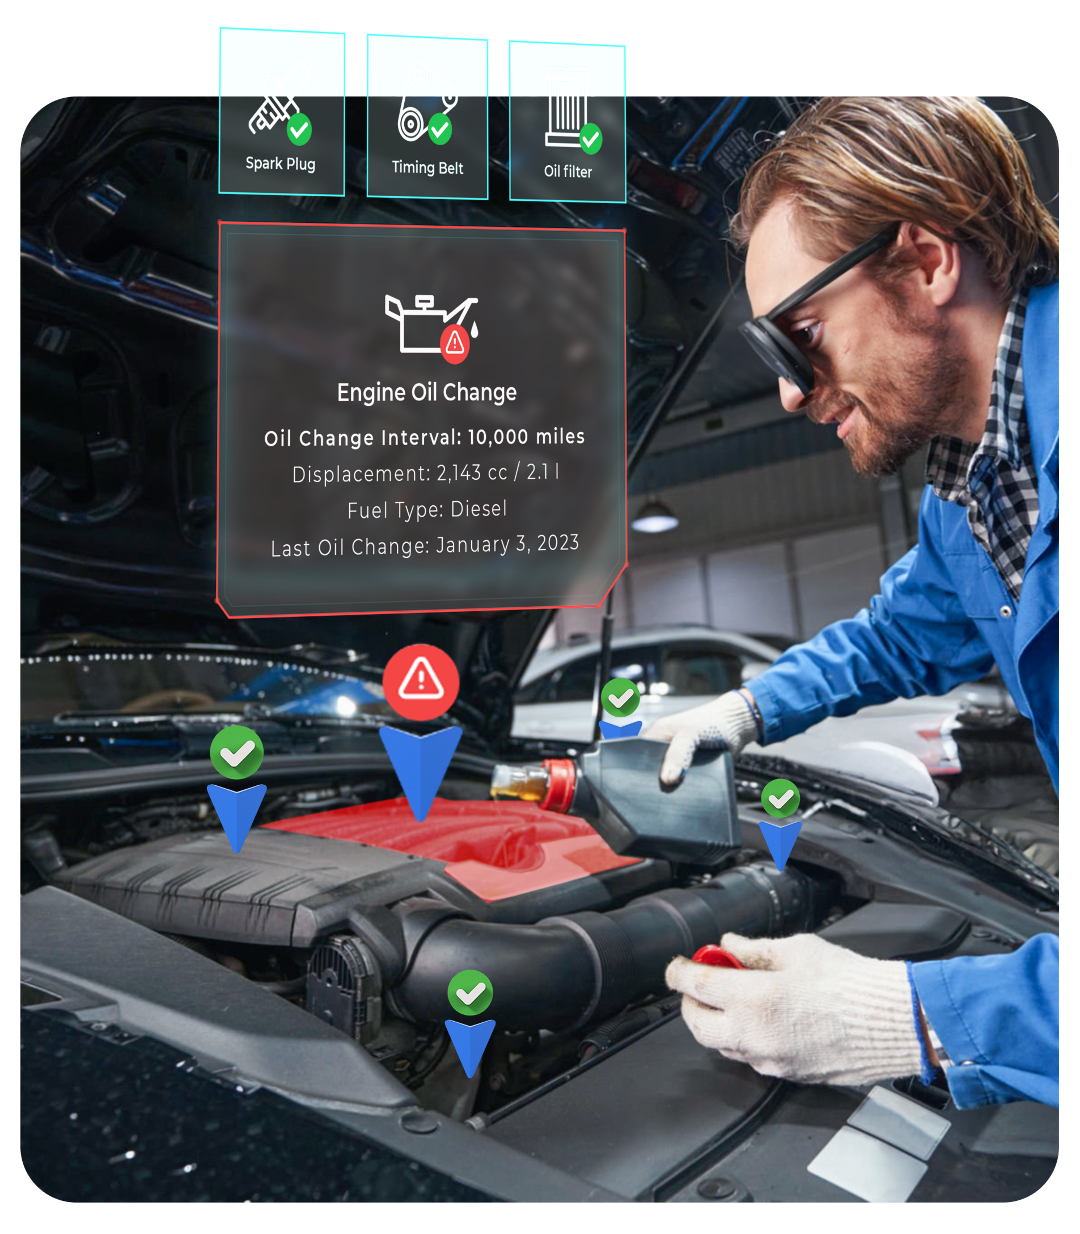 Spark Plug
Timing Belt
Oil filter
Engine Oil Change
Oil Change Interval: 10,000 miles
Displacement: 2,143 cc / 2.1 l
Fuel Type: Diesel
Last Oil Change: January 3, 2023